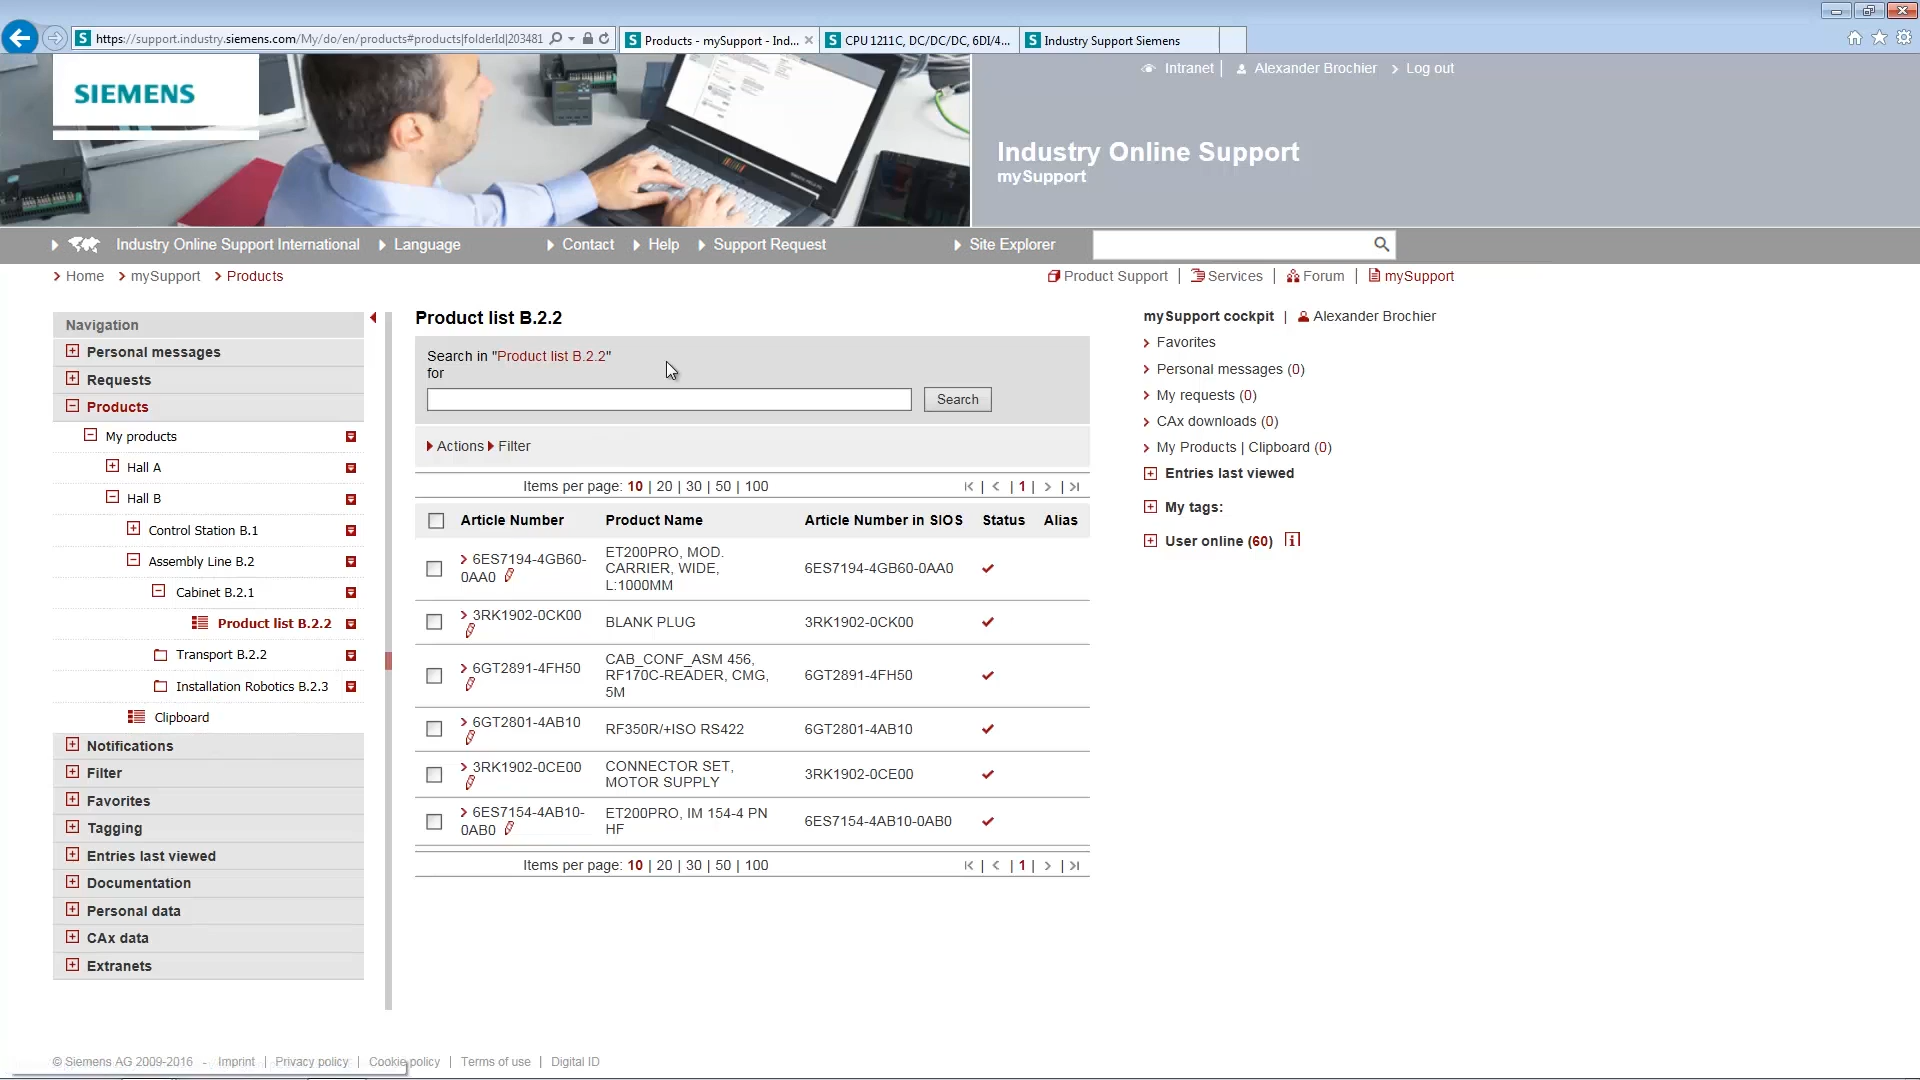 https://support.industry.siemens.com/My/do/en/products#products|folderId|203481
Products - mySupport - Ind...
CPU 1211C, DC/DC/DC, 6DI/4...
Industry Support Siemens
SIEMENS
Intranet | Alexander Brochier Log out
Industry Online Support
mySupport
Industry Online Support International Language Contact Help Support Request Site Explorer
Home mySupport Products
Product Support | Services | Forum | mySupport
Navigation
Personal messages
Requests
Products
My products
Hall A
Hall B
Control Station B.1
Assembly Line B.2
Cabinet B.2.1
Product list B.2.2
Transport B.2.2
Installation Robotics B.2.3
Clipboard
Notifications
Filter
Favorites
Tagging
Entries last viewed
Documentation
Personal data
CAx data
Extranets
Product list B.2.2
Search in "Product list B.2.2"
for
Search
Actions Filter
Items per page: 10 | 20 | 30 | 50 | 100
| 1 |
Article Number Product Name Article Number in SIOS Status Alias
6ES7194-4GB60-
0AA0
ET200PRO, MOD.
CARRIER, WIDE,
L:1000MM
6ES7194-4GB60-0AA0
3RK1902-0CK00
BLANK PLUG
3RK1902-0CK00
6GT2891-4FH50
CAB_CONF_ASM 456,
RF170C-READER, CMG,
5M
6GT2891-4FH50
6GT2801-4AB10
RF350R/+ISO RS422
6GT2801-4AB10
3RK1902-0CE00
CONNECTOR SET,
MOTOR SUPPLY
3RK1902-0CE00
6ES7154-4AB10-
0AB0
ET200PRO, IM 154-4 PN
HF
6ES7154-4AB10-0AB0
Items per page: 10 | 20 | 30 | 50 | 100
| 1 |
mySupport cockpit | Alexander Brochier
Favorites
Personal messages (0)
My requests (0)
CAx downloads (0)
My Products | Clipboard (0)
Entries last viewed
My tags:
User online (60)
© Siemens AG 2009-2016 - Imprint | Privacy policy | Cookie policy | Terms of use | Digital ID